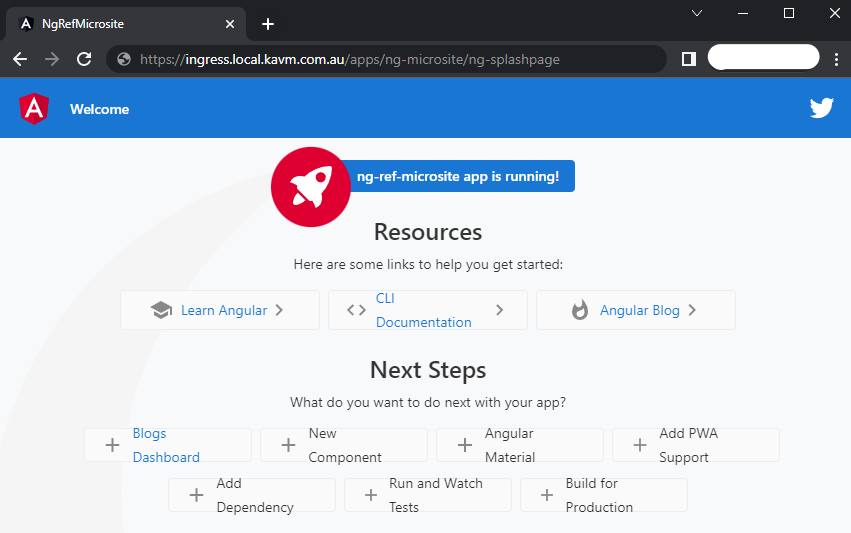 NgRefMicrosite
https://ingress.local.kavm.com.au/apps/ng-microsite/ng-splashpage
Welcome
ng-ref-microsite app is running!
Resources
Here are some links to help you get started:
Learn Angular
CLI
Documentation
Angular Blog
Next Steps
What do you want to do next with your app?
Blogs
Dashboard
New
Component
Angular
Material
Add PWA
Support
Add
Dependency
Run and Watch
Tests
Build for
Production